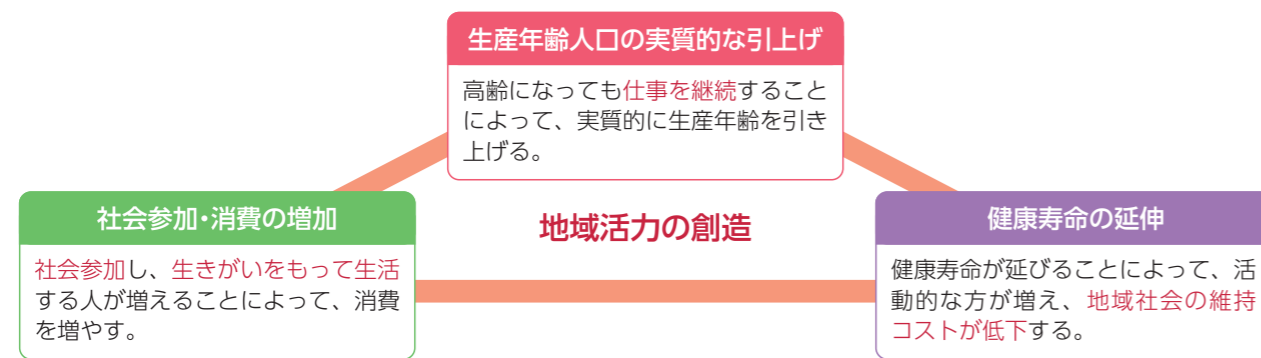 生産年齢人口の実質的な引上げ
高齢になっても仕事を継続すること
によって、実質的に生産年齢を引き
上げる。
社会参加・消費の増加
社会参加し、生きがいをもって生活
する人が増えることによって、消費
を増やす。
地域活力の創造
健康寿命の延伸
健康寿命が延びることによって、活
動的な方が増え、地域社会の維持
コストが低下する。